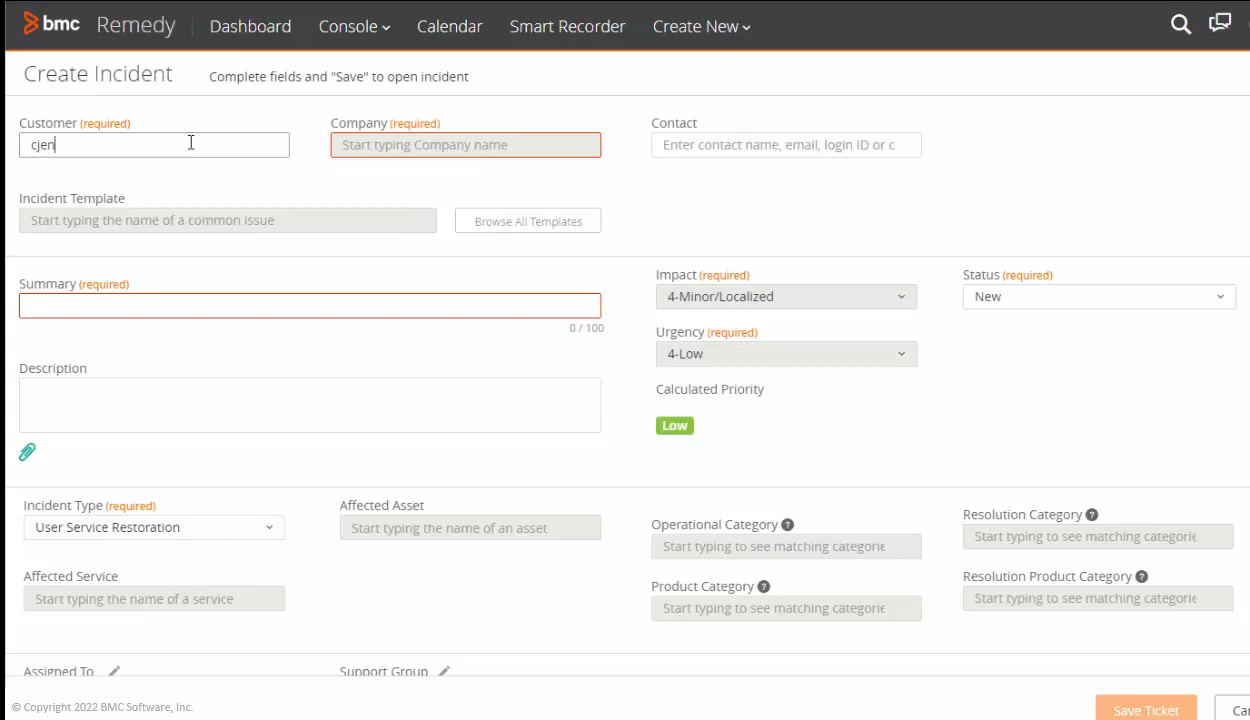 bmc Remedy Dashboard Console Calendar Smart Recorder Create New
Create Incident Complete fields and "Save" to open incident
Customer (required) Company (required) Contact
cjen Start typing Company name Enter contact name, email, login ID or c
Incident Template
Start typing the name of a common issue Browse All Templates
Summary (required) Impact (required) Status (required)
4-Minor/Localized New
0 / 100
Urgency (required)
4-Low
Description
Calculated Priority
Low
Incident Type (required) Affected Asset
User Service Restoration Start typing the name of an asset
Operational Category ? Resolution Category ?
Start typing to see matching categorie Start typing to see matching categorie
Affected Service
Start typing the name of a service
Product Category ? Resolution Product Category ?
Start typing to see matching categorie Start typing to see matching categorie
Assigned To Support Group
© Copyright 2022 BMC Software, Inc. Save Ticket Car